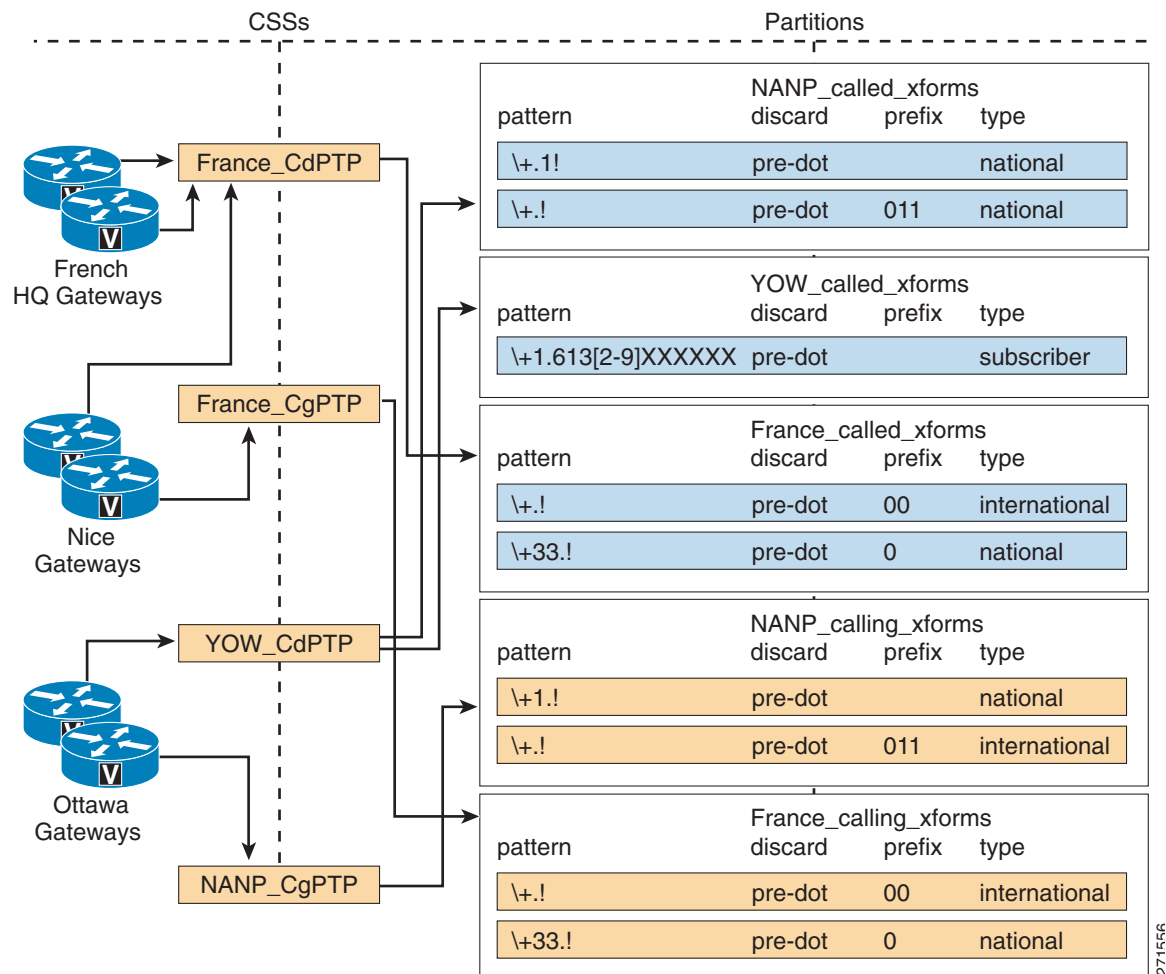 CSSs Partitions
NANP_called_xforms
pattern discard prefix type
\+.1! pre-dot national
\+.! pre-dot 011 national
France_CdPTP
V
V
French
HQ Gateways
YOW_called_xforms
pattern discard prefix type
\+1.613[2-9]XXXXXX pre-dot subscriber
France_CgPTP
V
V
Nice
Gateways
France_called_xforms
pattern discard prefix type
\+.! pre-dot 00 international
\+33.! pre-dot 0 national
YOW_CdPTP
V
V
Ottawa
Gateways
NANP_calling_xforms
pattern discard prefix type
\+1.! pre-dot national
\+.! pre-dot 011 international
NANP_CgPTP
France_calling_xforms
pattern discard prefix type
\+.! pre-dot 00 international
\+33.! pre-dot 0 national
271556